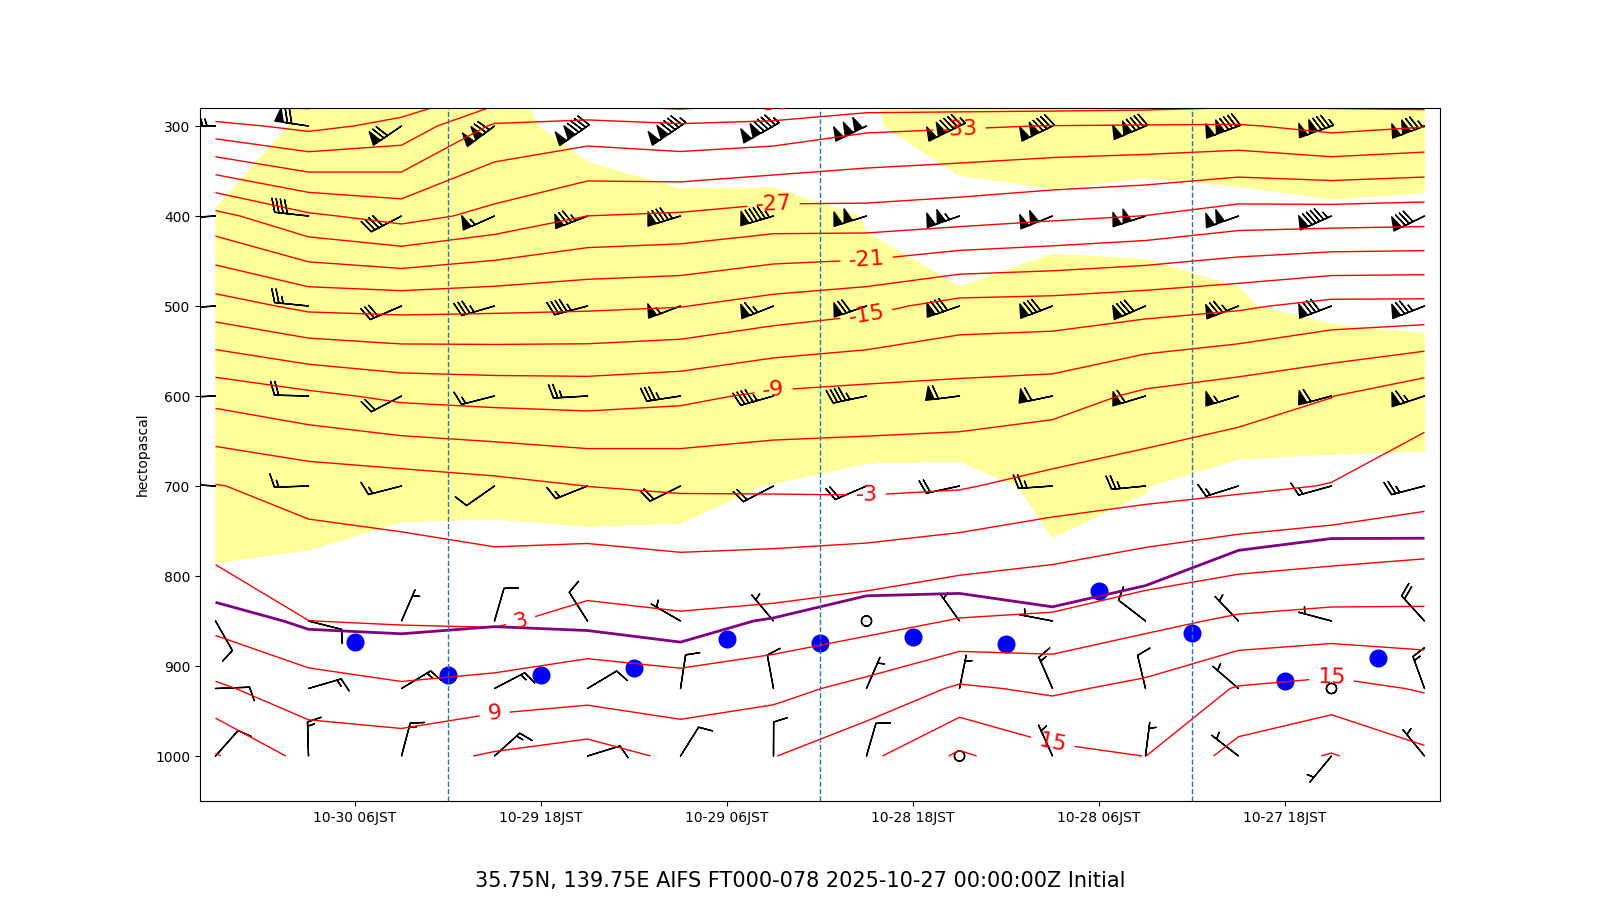 300
400
500
600
700
800
900
1000
hectopascal
-33
-27
-21
-15
-9
-3
3
9
15
15
10-30 06JST
10-29 18JST
10-29 06JST
10-28 18JST
10-28 06JST
10-27 18JST
35.75N, 139.75E AIFS FT000-078 2025-10-27 00:00:00Z Initial